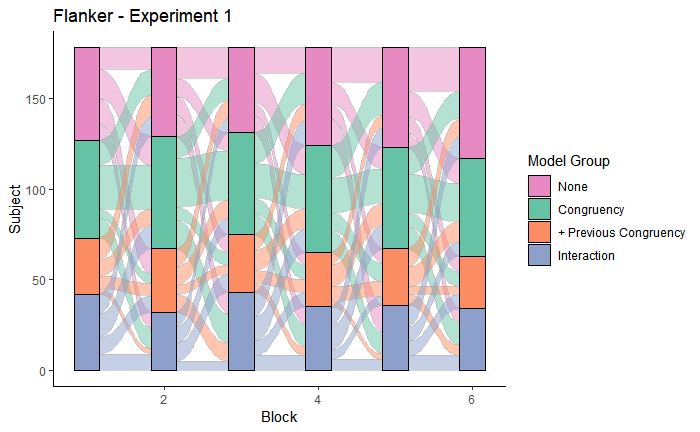 Flanker - Experiment 1
Subject
150
100
50
0
2
4
6
Block
Model Group
None
Congruency
+ Previous Congruency
Interaction